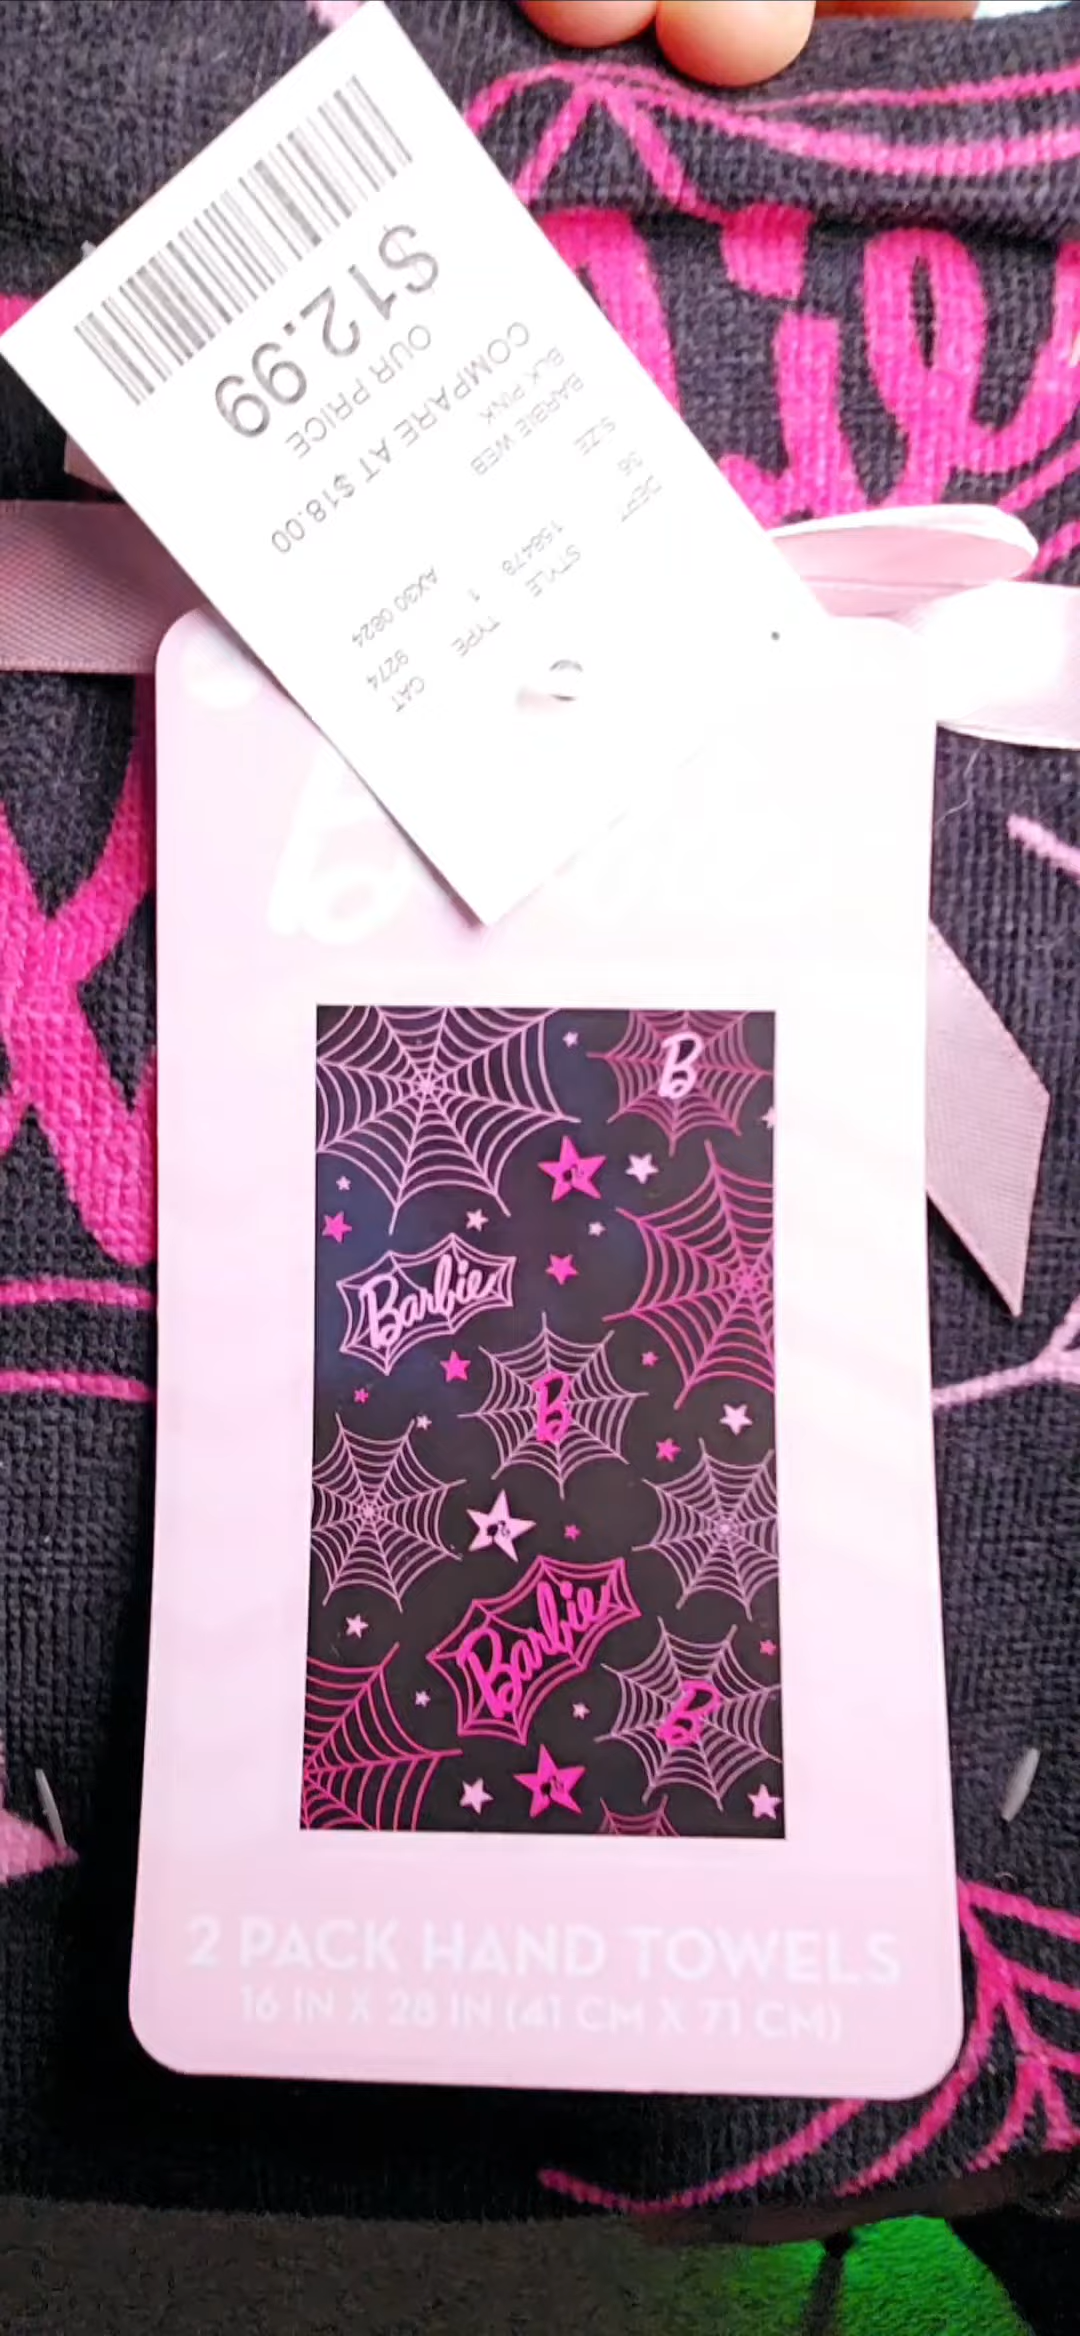 DEPT STYLE TYPE CAT
36 158478 1 9274
SIZE AX30 0824
BARBIE WEB
BLK PINK
COMPARE AT $18.00
OUR PRICE
$12.99
B
Barbie
B
Barbie
B
2 PACK HAND TOWELS
16 IN X 28 IN (41 CM X 71 CM)